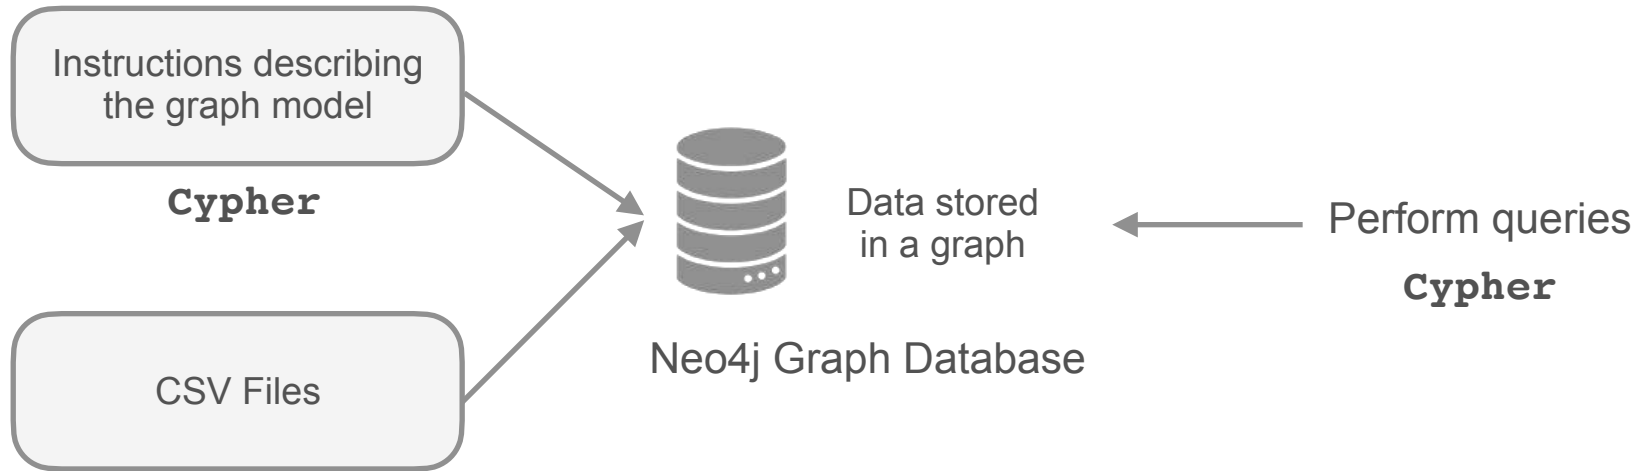 Instructions describing
the graph model
Cypher
CSV Files
Data stored
in a graph
Neo4j Graph Database
Perform queries
Cypher